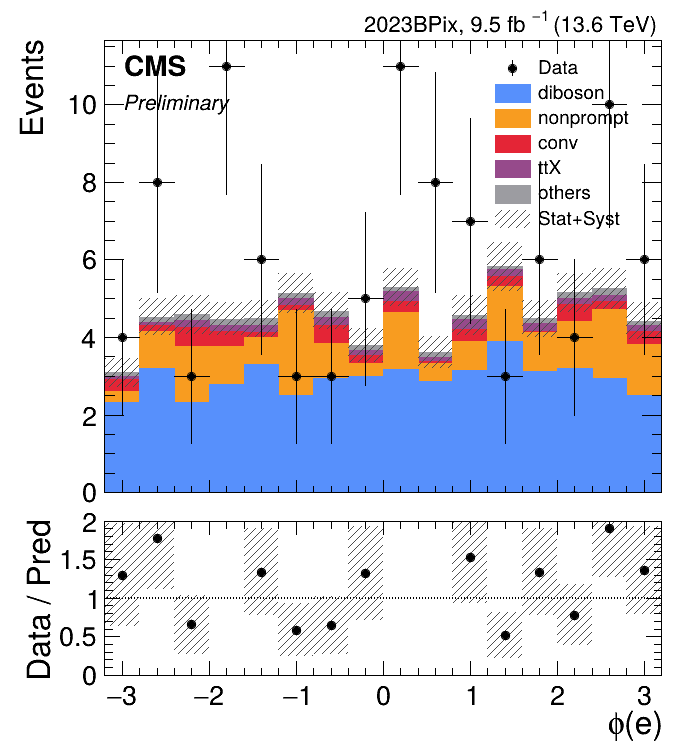 2023BPix, 9.5 fb⁻¹ (13.6 TeV)
CMS
Preliminary
Events
10
8
6
4
2
0
Data
diboson
nonprompt
conv
ttX
others
Stat+Syst
Data / Pred
2
1.5
1
0.5
0
−3
−2
−1
0
1
2
3
ϕ(e)